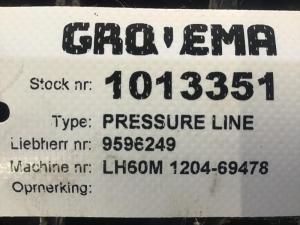 GRO'EMA
Stock nr: 1013351
Type: PRESSURE LINE
Liebherr nr: 9596249
Machine nr: LH60M 1204-69478
Opmerking: